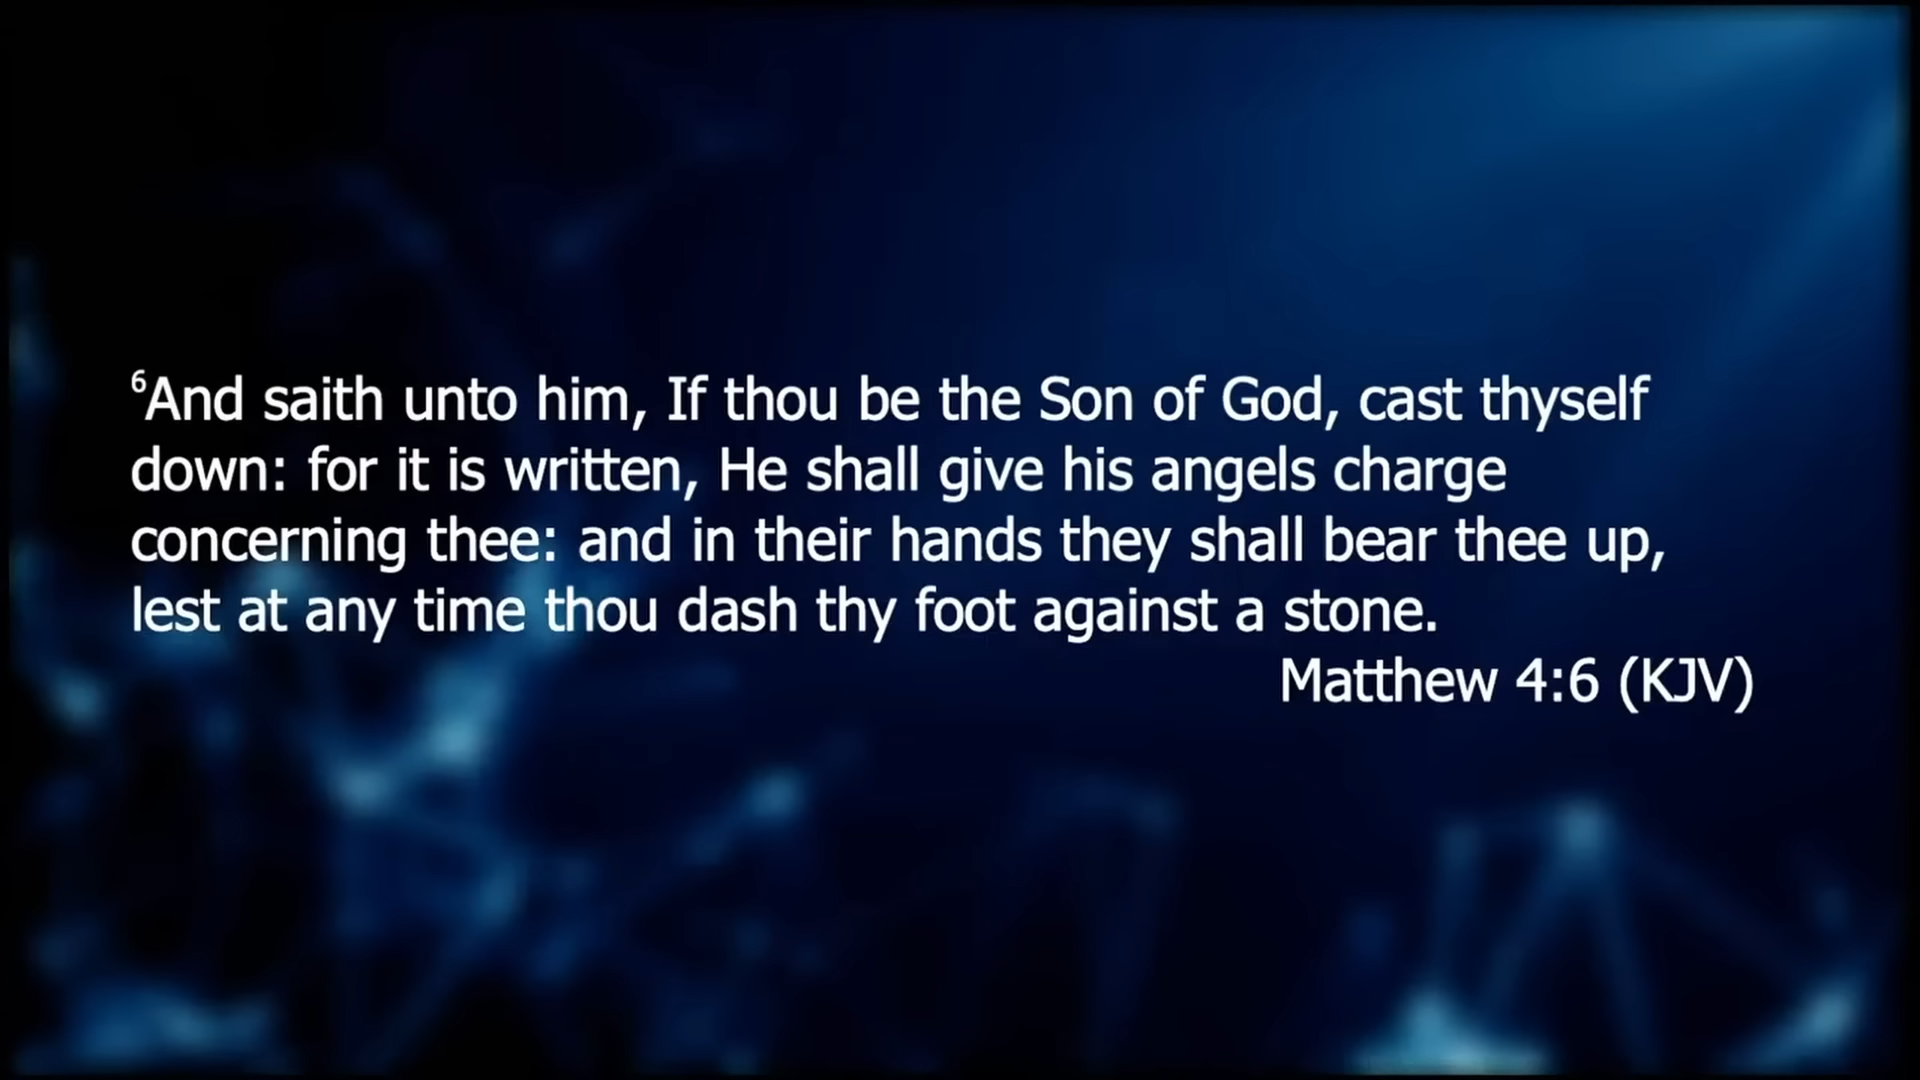 ⁶And saith unto him, If thou be the Son of God, cast thyself
down: for it is written, He shall give his angels charge
concerning thee: and in their hands they shall bear thee up,
lest at any time thou dash thy foot against a stone.
Matthew 4:6 (KJV)